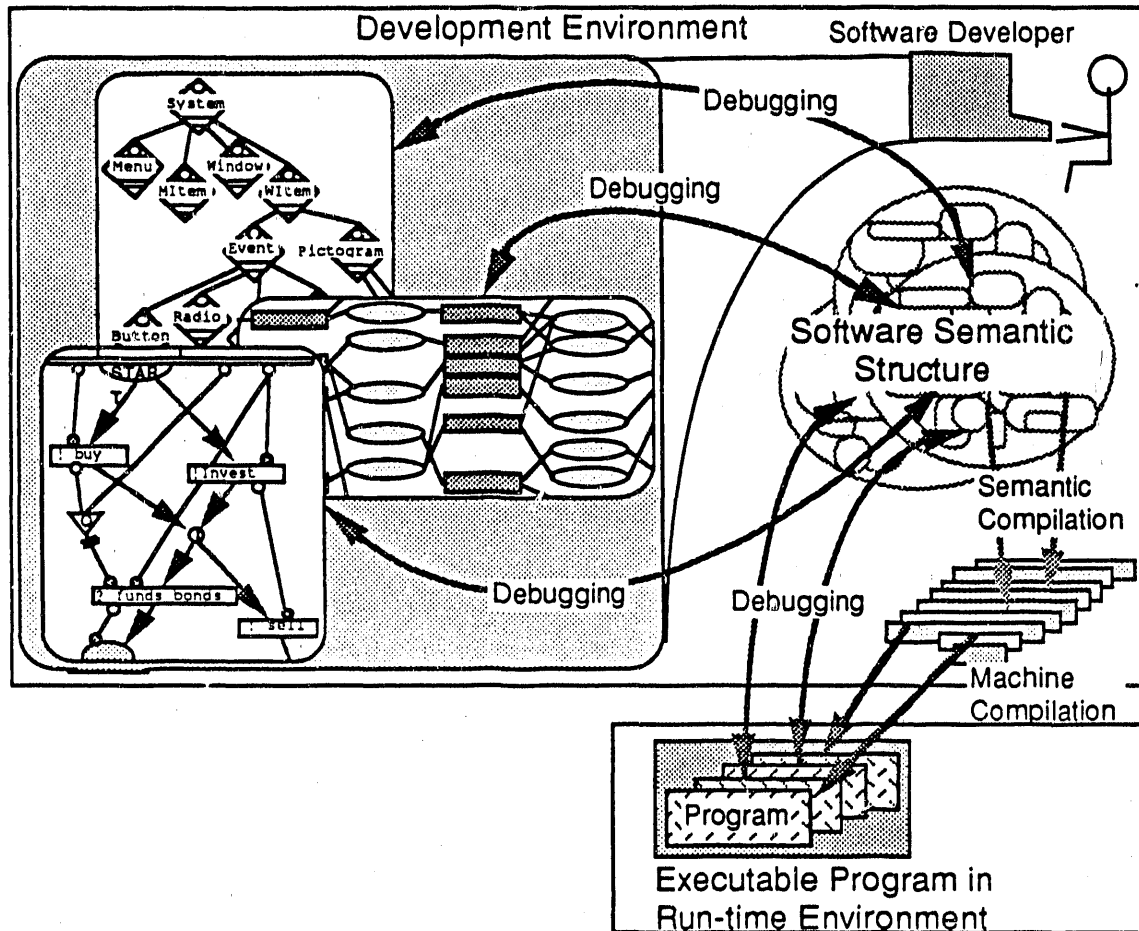 Development Environment
Software Developer
Debugging
System
Menu
Window
MItem
WItem
Debugging
Event
Pictogram
Radio
Button
Software Semantic
Structure
STAR
T
! buy
! Invest
Semantic
Compilation
Debugging
Debugging
? funds bonds
! sell
Machine
Compilation
Program
Executable Program in
Run-time Environment